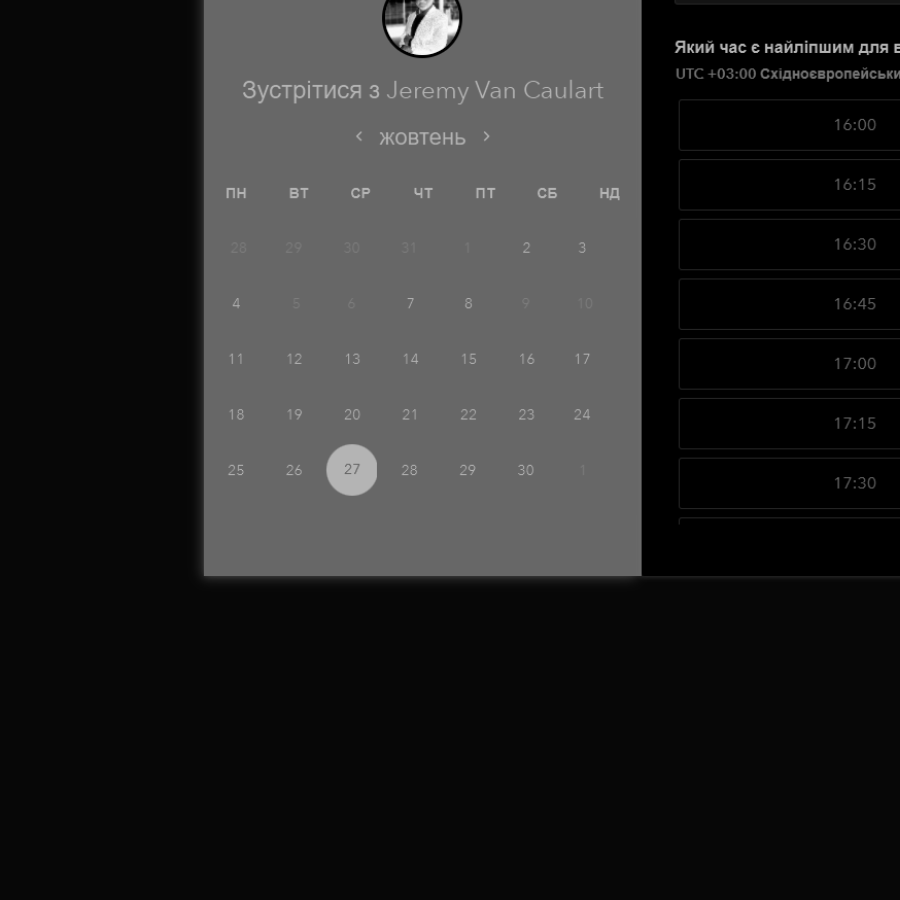 Зустрітися з Jeremy Van Caulart
жовтень
ПН ВТ СР ЧТ ПТ СБ НД
28 29 30 31 1 2 3
4 5 6 7 8 9 10
11 12 13 14 15 16 17
18 19 20 21 22 23 24
25 26 27 28 29 30 1
Який час є найліпшим для
UTC +03:00
16:00
16:15
16:30
16:45
17:00
17:15
17:30